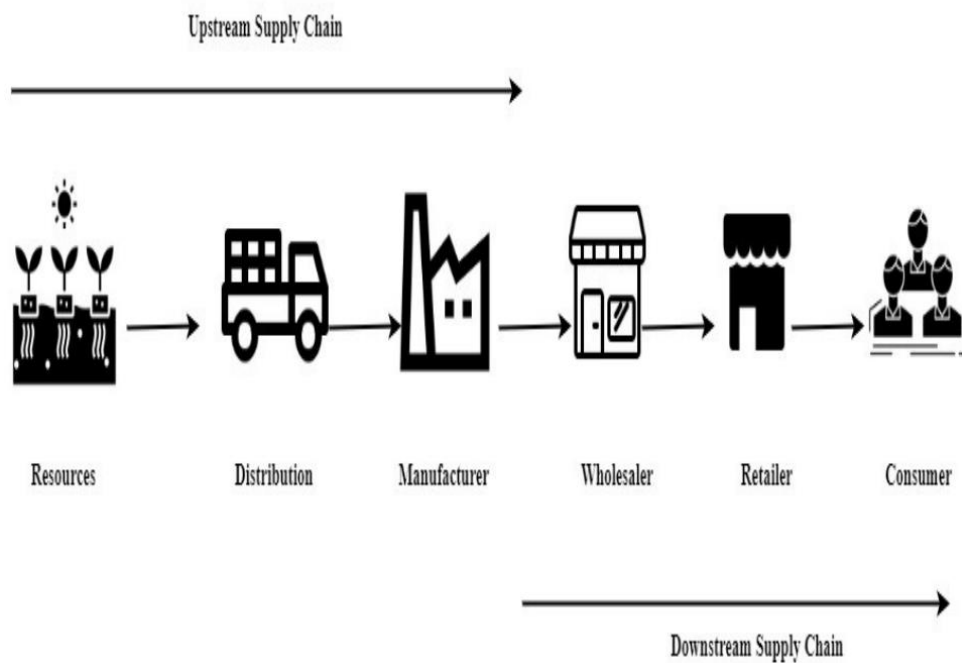 Upstream Supply Chain
Resources
Distribution
Manufacturer
Wholesaler
Retailer
Consumer
Downstream Supply Chain